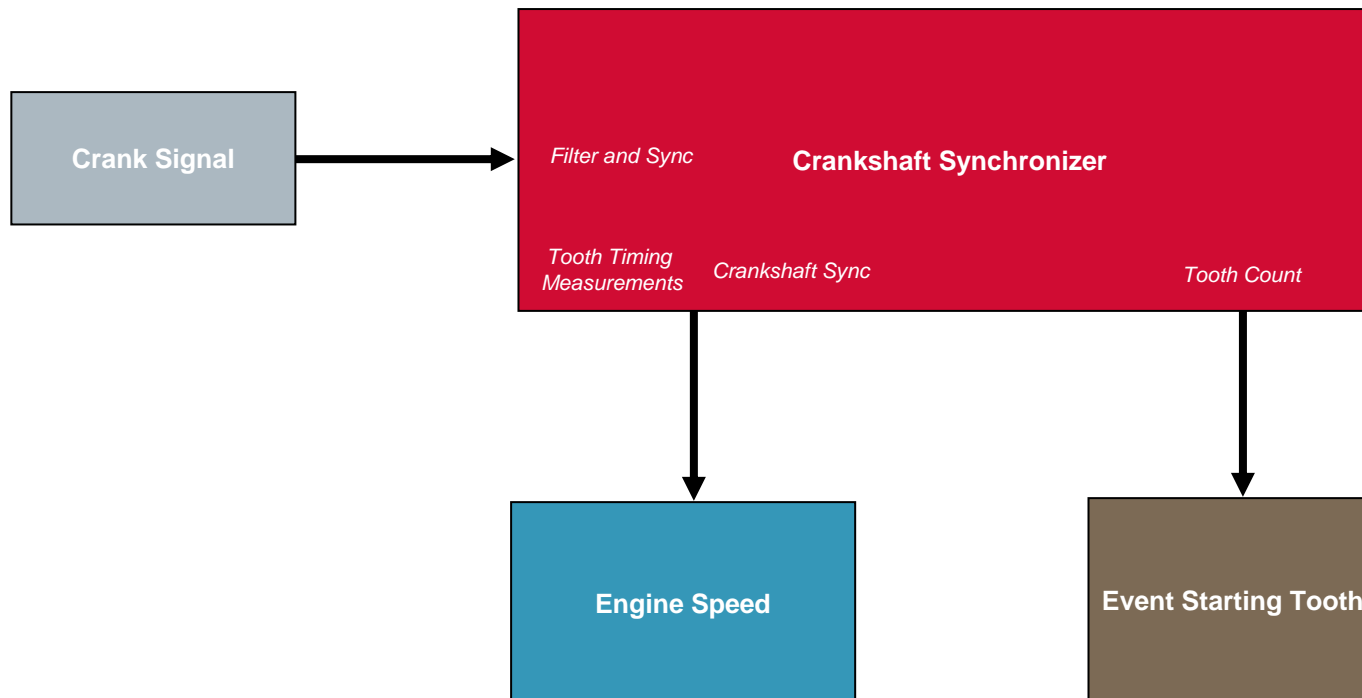 Crank Signal
Filter and Sync
Crankshaft Synchronizer
Tooth Timing
Measurements
Crankshaft Sync
Tooth Count
Engine Speed
Event Starting Tooth